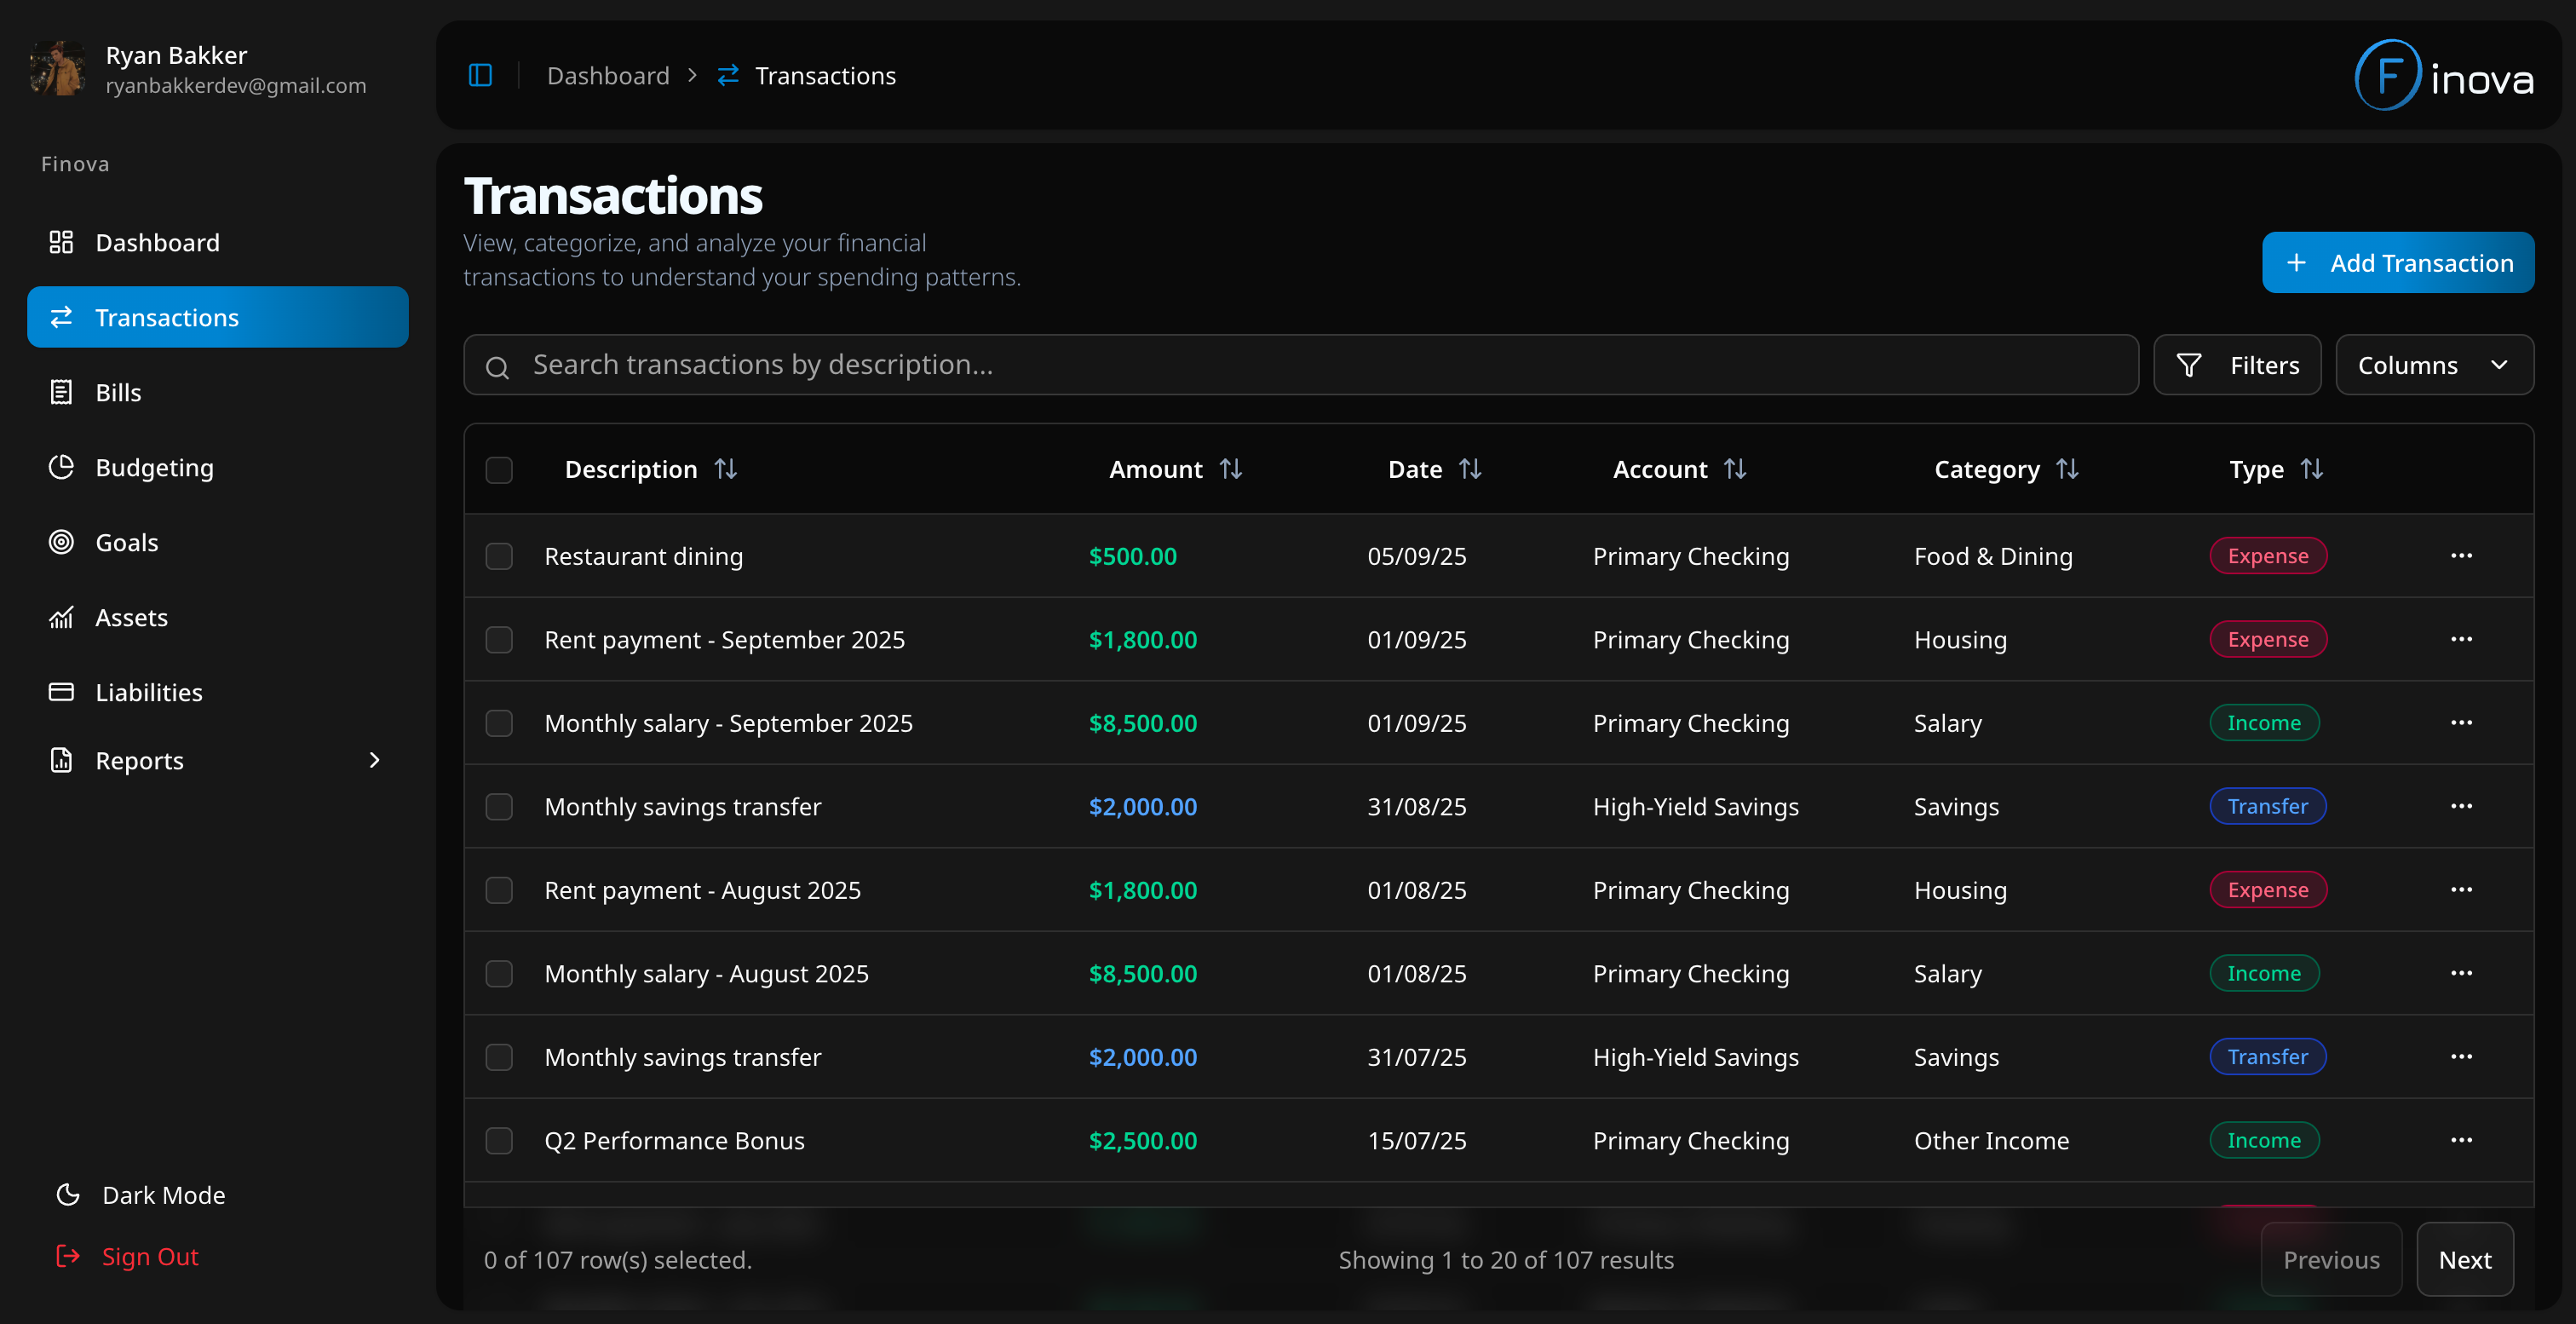 Ryan Bakker
ryanbakkerdev@gmail.com
Finova
Dashboard
Transactions
Bills
Budgeting
Goals
Assets
Liabilities
Reports
Dark Mode
Sign Out
Dashboard > Transactions
Finova
Transactions
View, categorize, and analyze your financial
transactions to understand your spending patterns.
+ Add Transaction
Search transactions by description...
Filters
Columns
Description Amount Date Account Category Type
Restaurant dining $500.00 05/09/25 Primary Checking Food & Dining Expense
Rent payment - September 2025 $1,800.00 01/09/25 Primary Checking Housing Expense
Monthly salary - September 2025 $8,500.00 01/09/25 Primary Checking Salary Income
Monthly savings transfer $2,000.00 31/08/25 High-Yield Savings Savings Transfer
Rent payment - August 2025 $1,800.00 01/08/25 Primary Checking Housing Expense
Monthly salary - August 2025 $8,500.00 01/08/25 Primary Checking Salary Income
Monthly savings transfer $2,000.00 31/07/25 High-Yield Savings Savings Transfer
Q2 Performance Bonus $2,500.00 15/07/25 Primary Checking Other Income Income
0 of 107 row(s) selected.
Showing 1 to 20 of 107 results
Previous
Next